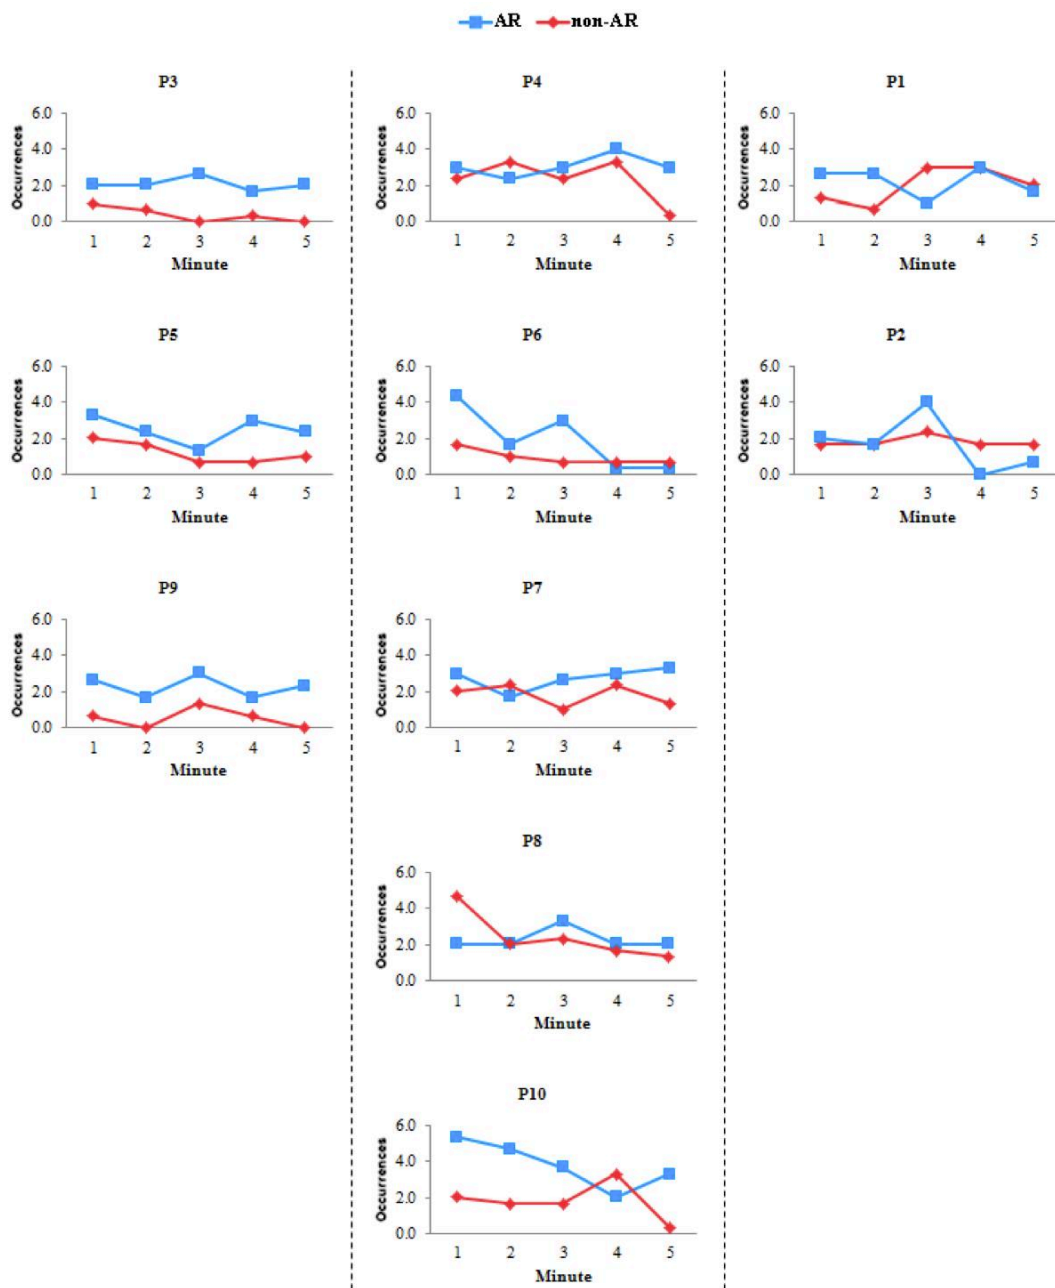 AR non-AR
P3 P4 P1
Occurrences 6.0 4.0 2.0 0.0 Occurrences 6.0 4.0 2.0 0.0 Occurrences 6.0 4.0 2.0 0.0
1 2 3 4 5 1 2 3 4 5 1 2 3 4 5
Minute Minute Minute
P5 P6 P2
Occurrences 6.0 4.0 2.0 0.0 Occurrences 6.0 4.0 2.0 0.0 Occurrences 6.0 4.0 2.0 0.0
1 2 3 4 5 1 2 3 4 5 1 2 3 4 5
Minute Minute Minute
P9 P7
Occurrences 6.0 4.0 2.0 0.0 Occurrences 6.0 4.0 2.0 0.0
1 2 3 4 5 1 2 3 4 5
Minute Minute
P8
Occurrences 6.0 4.0 2.0 0.0
1 2 3 4 5
Minute
P10
Occurrences 6.0 4.0 2.0 0.0
1 2 3 4 5
Minute